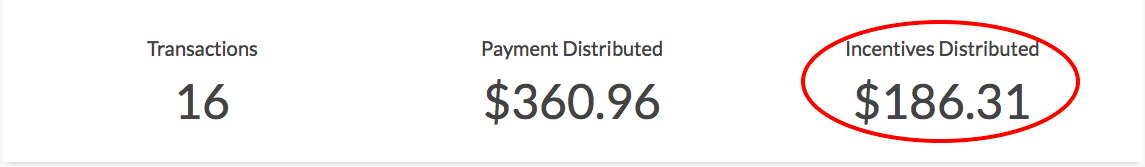 Transactions
16
Payment Distributed
$360.96
Incentives Distributed
$186.31